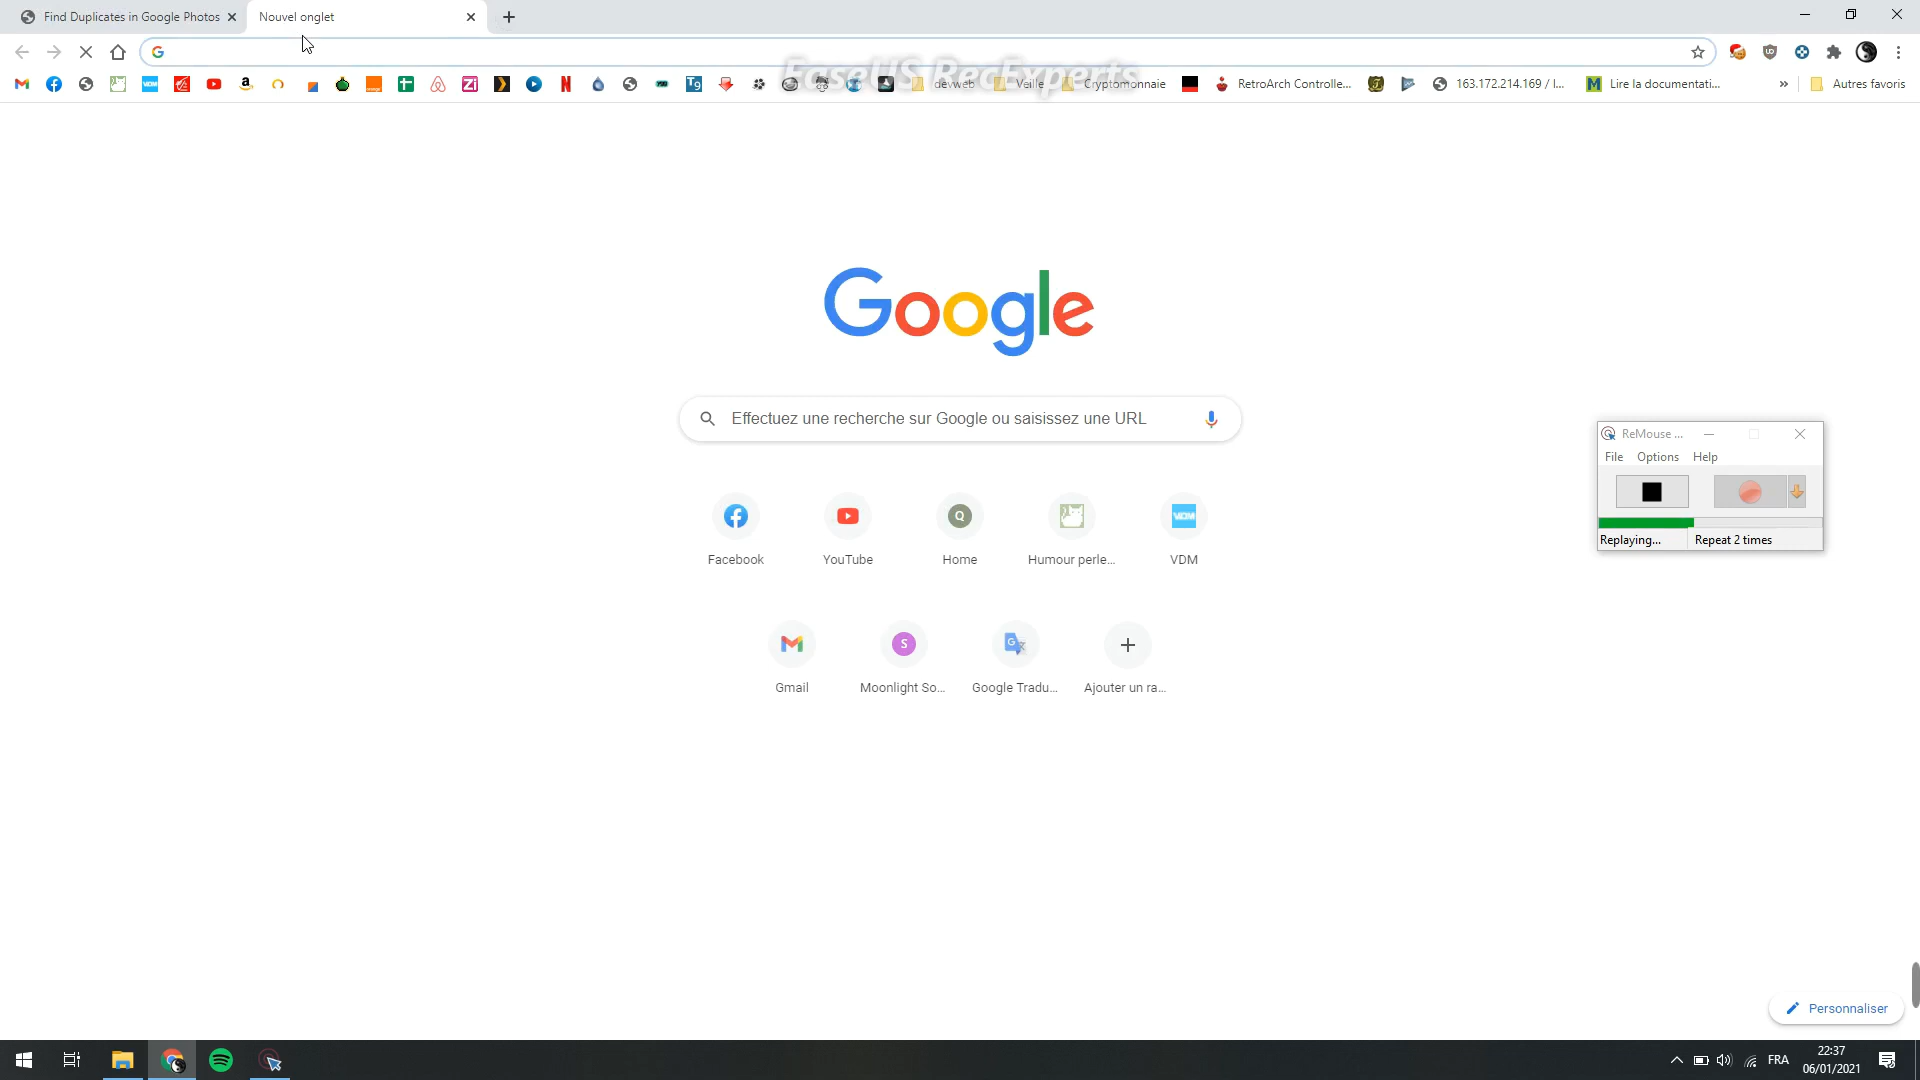 Find Duplicates in Google Photos
Nouvel onglet
EaseUS RecExperts
devweb
Veille
Cryptomonnaie
RetroArch Controlle...
163.172.214.169 / l...
Lire la documentati...
Autres favoris
Google
Effectuez une recherche sur Google ou saisissez une URL
ReMouse ...
File Options Help
Replaying... Repeat 2 times
Facebook
YouTube
Home
Humour perle...
VDM
Gmail
Moonlight So...
Google Tradu...
Ajouter un ra...
Personnaliser
FRA
22:37
06/01/2021